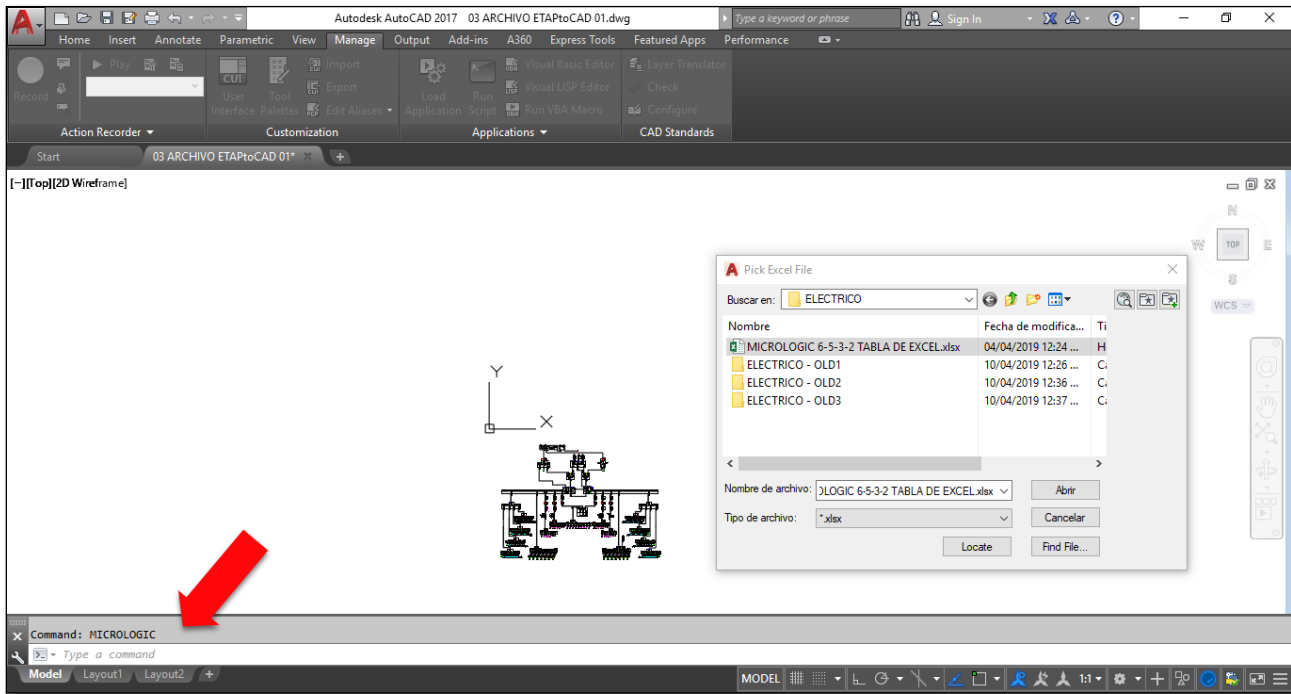 Autodesk AutoCAD 2017 03 ARCHIVO ETAPtoCAD 01.dwg
Type a keyword or phrase
Sign In
Home Insert Annotate Parametric View Manage Output Add-ins A360 Express Tools Featured Apps Performance
Record
Play
CUI
User Interface
Tool Palettes
Import
Export
Edit Aliases
Load Application
Run Script
Visual Basic Editor
Visual LISP Editor
Run VBA Macro
Layer Translator
Check
Configure
Action Recorder
Customization
Applications
CAD Standards
Start
03 ARCHIVO ETAPtoCAD 01*
[−][Top][2D Wireframe]
N
W
TOP
E
S
WCS
Y
X
Pick Excel File
Buscar en: ELECTRICO
Nombre Fecha de modifica... Ti
MICROLOGIC 6-5-3-2 TABLA DE EXCEL.xlsx 04/04/2019 12:24 ... H
ELECTRICO - OLD1 10/04/2019 12:26 ... Ca
ELECTRICO - OLD2 10/04/2019 12:36 ... Ca
ELECTRICO - OLD3 10/04/2019 12:37 ... Ca
Nombre de archivo: OLOGIC 6-5-3-2 TABLA DE EXCEL.xlsx Abrir
Tipo de archivo: *.xlsx Cancelar
Locate Find File...
Command: MICROLOGIC
Type a command
Model Layout1 Layout2 +
MODEL
1:1